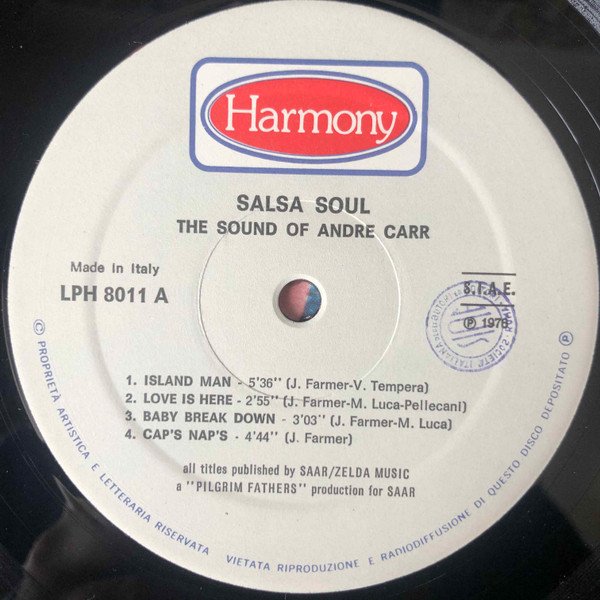 Harmony
SALSA SOUL
THE SOUND OF ANDRE CARR
Made in Italy
LPH 8011 A
S.I.A.E.
Ⓟ 1976
1. ISLAND MAN - 5'36'' (J. Farmer-V. Tempera)
2. LOVE IS HERE - 2'55'' (J. Farmer-M. Luca-Pellecani)
3. BABY BREAK DOWN - 3'03'' (J. Farmer-M. Luca)
4. CAP'S NAP'S - 4'44'' (J. Farmer)
all titles published by SAAR/ZELDA MUSIC
a ''PILGRIM FATHERS'' production for SAAR
© PROPRIETÀ ARTISTICA E LETTERARIA RISERVATA VIETATA RIPRODUZIONE E RADIODIFFUSIONE DI QUESTO DISCO DEPOSITATO Ⓟ
SOCIETÀ ITALIANA